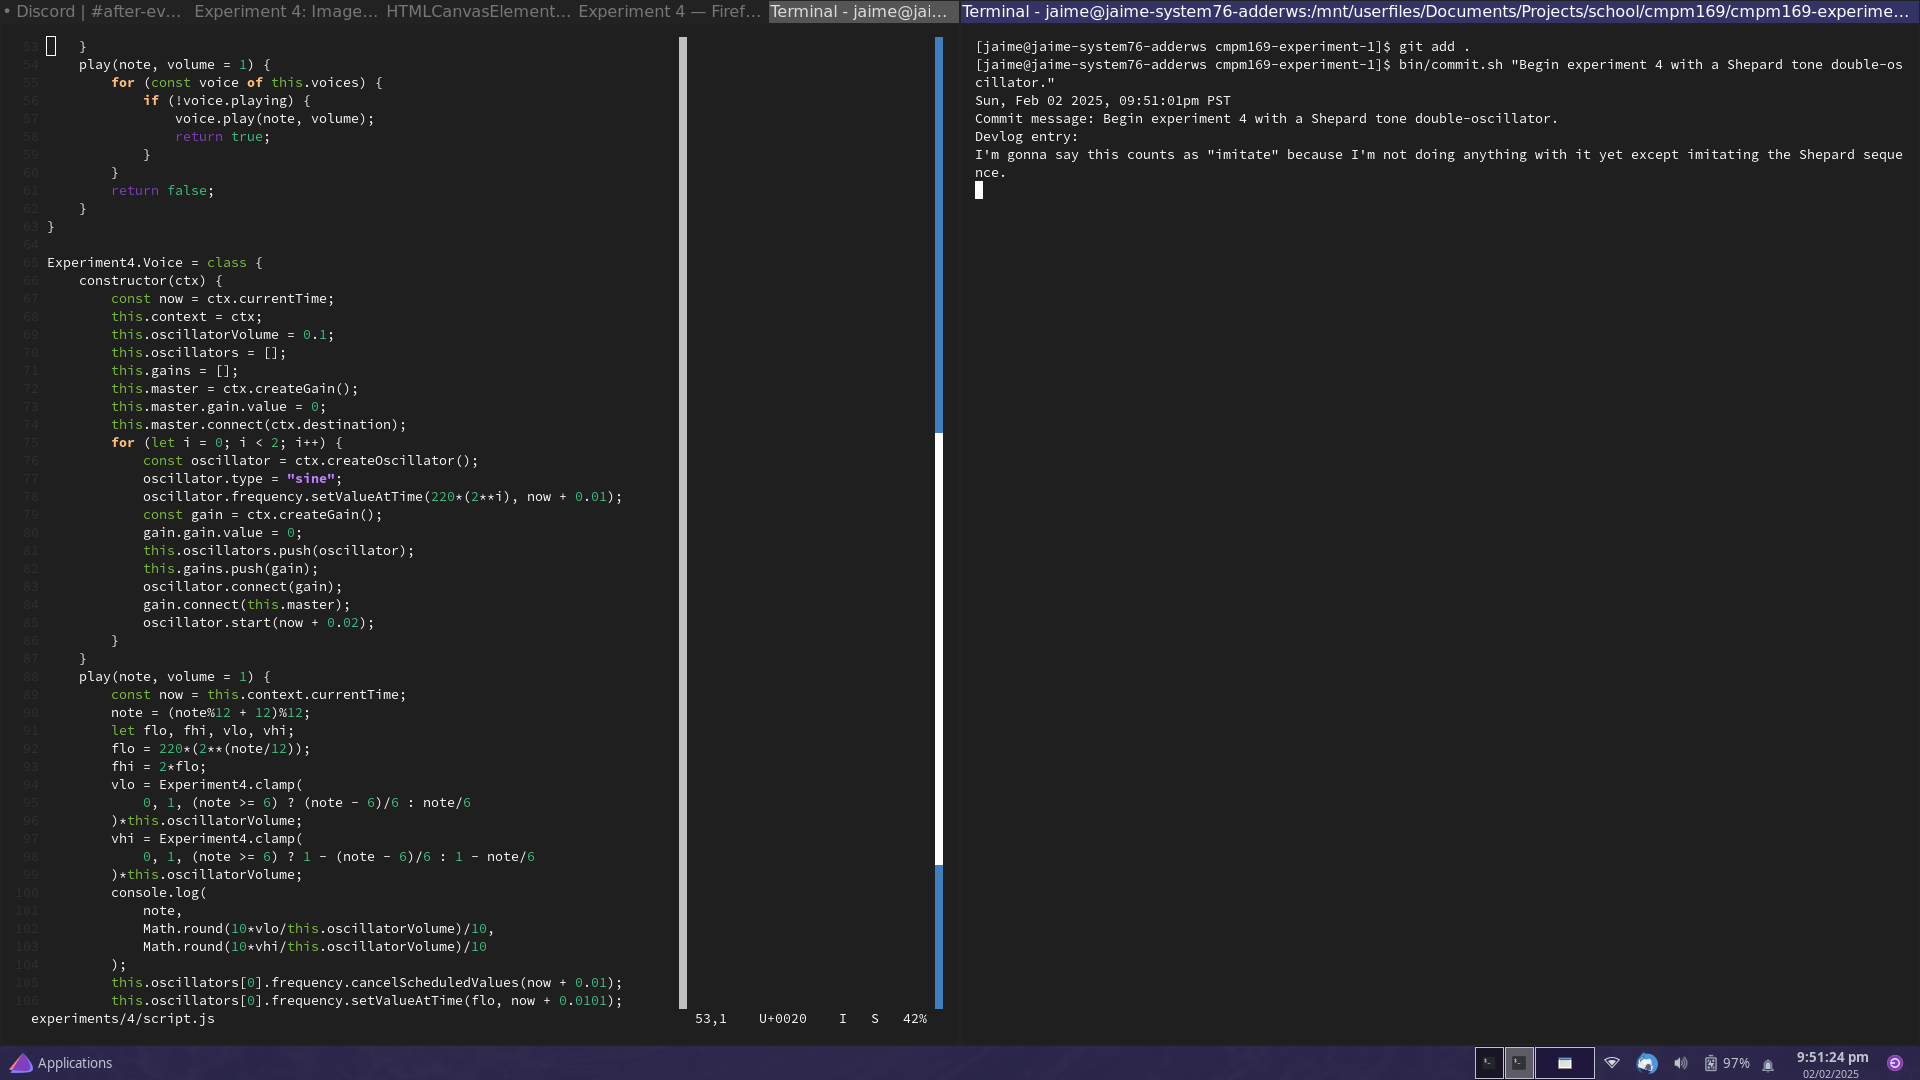 • Discord | #after-ev... Experiment 4: Image... HTMLCanvasElement... Experiment 4 — Firef... Terminal - jaime@jai... Terminal - jaime@jaime-system76-adderws:/mnt/userfiles/Documents/Projects/school/cmpm169/cmpm169-experime...
53     }
54     play(note, volume = 1) {
55         for (const voice of this.voices) {
56             if (!voice.playing) {
57                 voice.play(note, volume);
58                 return true;
59             }
60         }
61         return false;
62     }
63 }
64
65 Experiment4.Voice = class {
66     constructor(ctx) {
67         const now = ctx.currentTime;
68         this.context = ctx;
69         this.oscillatorVolume = 0.1;
70         this.oscillators = [];
71         this.gains = [];
72         this.master = ctx.createGain();
73         this.master.gain.value = 0;
74         this.master.connect(ctx.destination);
75         for (let i = 0; i < 2; i++) {
76             const oscillator = ctx.createOscillator();
77             oscillator.type = "sine";
78             oscillator.frequency.setValueAtTime(220*(2**i), now + 0.01);
79             const gain = ctx.createGain();
80             gain.gain.value = 0;
81             this.oscillators.push(oscillator);
82             this.gains.push(gain);
83             oscillator.connect(gain);
84             gain.connect(this.master);
85             oscillator.start(now + 0.02);
86         }
87     }
88     play(note, volume = 1) {
89         const now = this.context.currentTime;
90         note = (note%12 + 12)%12;
91         let flo, fhi, vlo, vhi;
92         flo = 220*(2**(note/12));
93         fhi = 2*flo;
94         vlo = Experiment4.clamp(
95             0, 1, (note >= 6) ? (note - 6)/6 : note/6
96         )*this.oscillatorVolume;
97         vhi = Experiment4.clamp(
98             0, 1, (note >= 6) ? 1 - (note - 6)/6 : 1 - note/6
99         )*this.oscillatorVolume;
100         console.log(
101             note,
102             Math.round(10*vlo/this.oscillatorVolume)/10,
103             Math.round(10*vhi/this.oscillatorVolume)/10
104         );
105         this.oscillators[0].frequency.cancelScheduledValues(now + 0.01);
106         this.oscillators[0].frequency.setValueAtTime(flo, now + 0.0101);
experiments/4/script.js 53,1 U+0020 I S 42%
[jaime@jaime-system76-adderws cmpm169-experiment-1]$ git add .
[jaime@jaime-system76-adderws cmpm169-experiment-1]$ bin/commit.sh "Begin experiment 4 with a Shepard tone double-os
cillator."
Sun, Feb 02 2025, 09:51:01pm PST
Commit message: Begin experiment 4 with a Shepard tone double-oscillator.
Devlog entry:
I'm gonna say this counts as "imitate" because I'm not doing anything with it yet except imitating the Shepard seque
nce.
Applications 97% 9:51:24 pm
02/02/2025